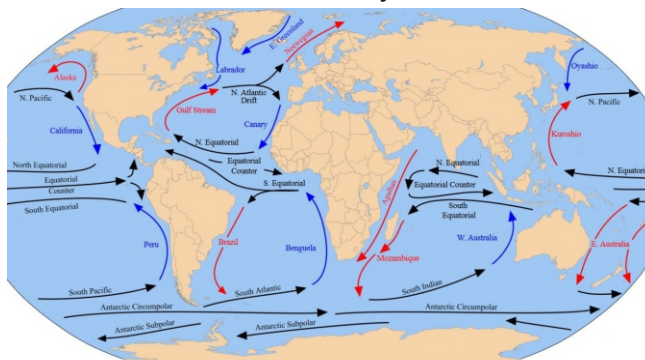 E. Greenland
Norwegian
Labrador
Oyashio
Alaska
N. Pacific
Gulf Stream
N. Atlantic
Drift
N. Pacific
California
Canary
Kuroshio
N. Equatorial
North Equatorial
Equatorial
Counter
N. Equatorial
N. Equatorial
Equatorial
Counter
S. Equatorial
Agulhas
Equatorial Counter
South Equatorial
South
Equatorial
Peru
Brazil
Benguela
Mozambique
W. Australia
E. Australia
South Pacific
South Atlantic
South Indian
Antarctic Circumpolar
Antarctic Circumpolar
Antarctic Subpolar
Antarctic Subpolar